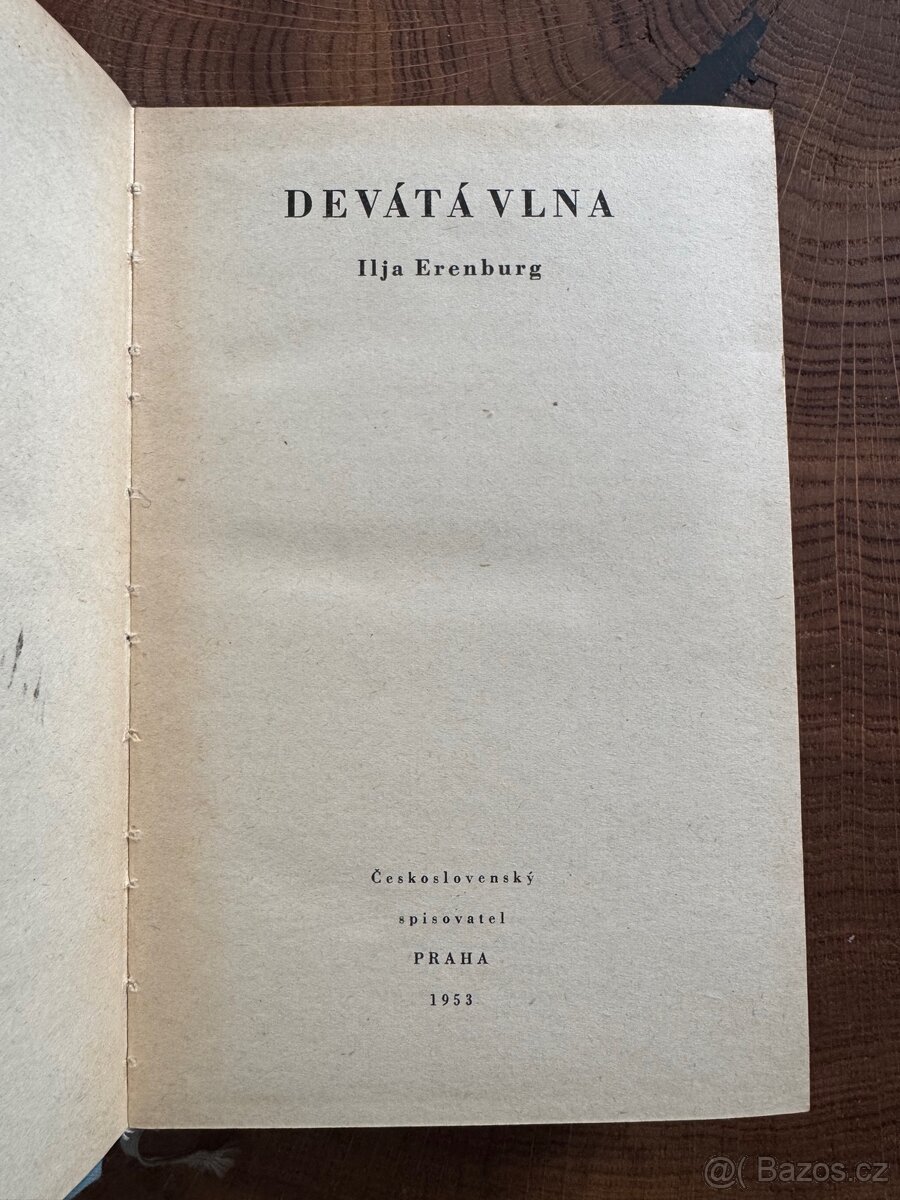 DEVÁTÁ VLNA
Ilja Erenburg
Československý
spisovatel
PRAHA
1953
@( Bazos.cz